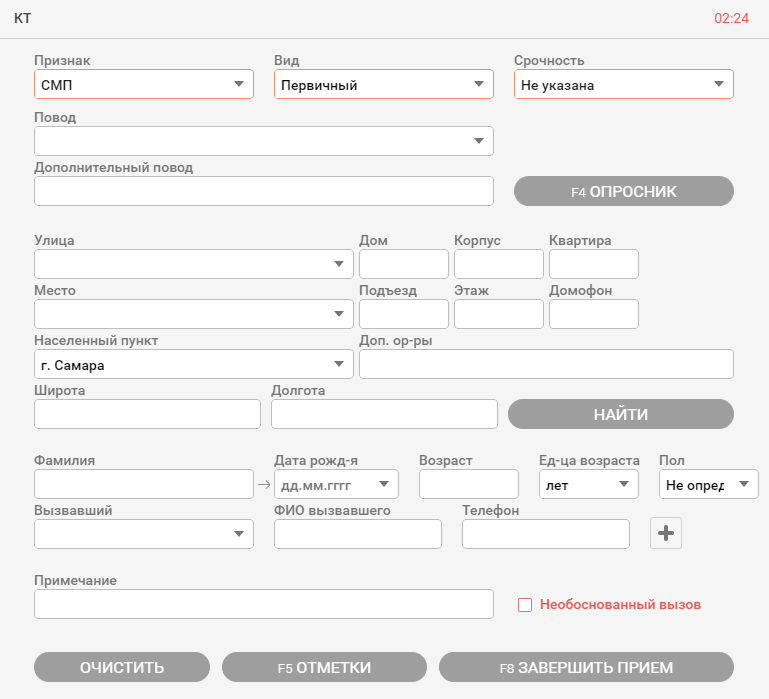 КТ 02:24
Признак Вид Срочность
СМП Первичный Не указана
Повод
Дополнительный повод
F4 ОПРОСНИК
Улица Дом Корпус Квартира
Место Подъезд Этаж Домофон
Населенный пункт Доп. ор-ры
г. Самара
Широта Долгота
НАЙТИ
Фамилия Дата рожд-я Возраст Ед-ца возраста Пол
дд.мм.гггг лет Не опред
Вызвавший ФИО вызвавшего Телефон
Примечание
Необоснованный вызов
ОЧИСТИТЬ F5 ОТМЕТКИ F8 ЗАВЕРШИТЬ ПРИЕМ